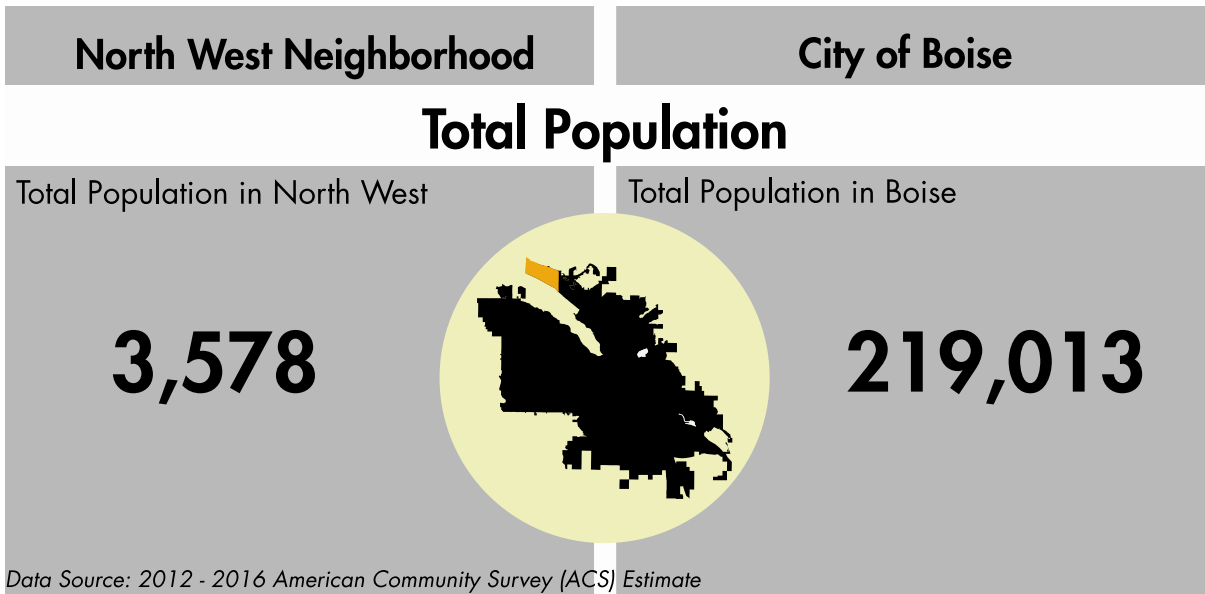 North West Neighborhood
City of Boise
Total Population
Total Population in North West
Total Population in Boise
3,578
219,013
Data Source: 2012 - 2016 American Community Survey (ACS) Estimate